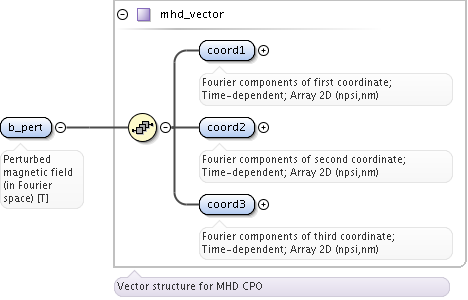 mhd_vector
coord1
Fourier components of first coordinate;
Time-dependent; Array 2D (npsi,nm)
b_pert
Perturbed
magnetic field
(in Fourier
space) [T]
coord2
Fourier components of second coordinate;
Time-dependent; Array 2D (npsi,nm)
coord3
Fourier components of third coordinate;
Time-dependent; Array 2D (npsi,nm)
Vector structure for MHD CPO